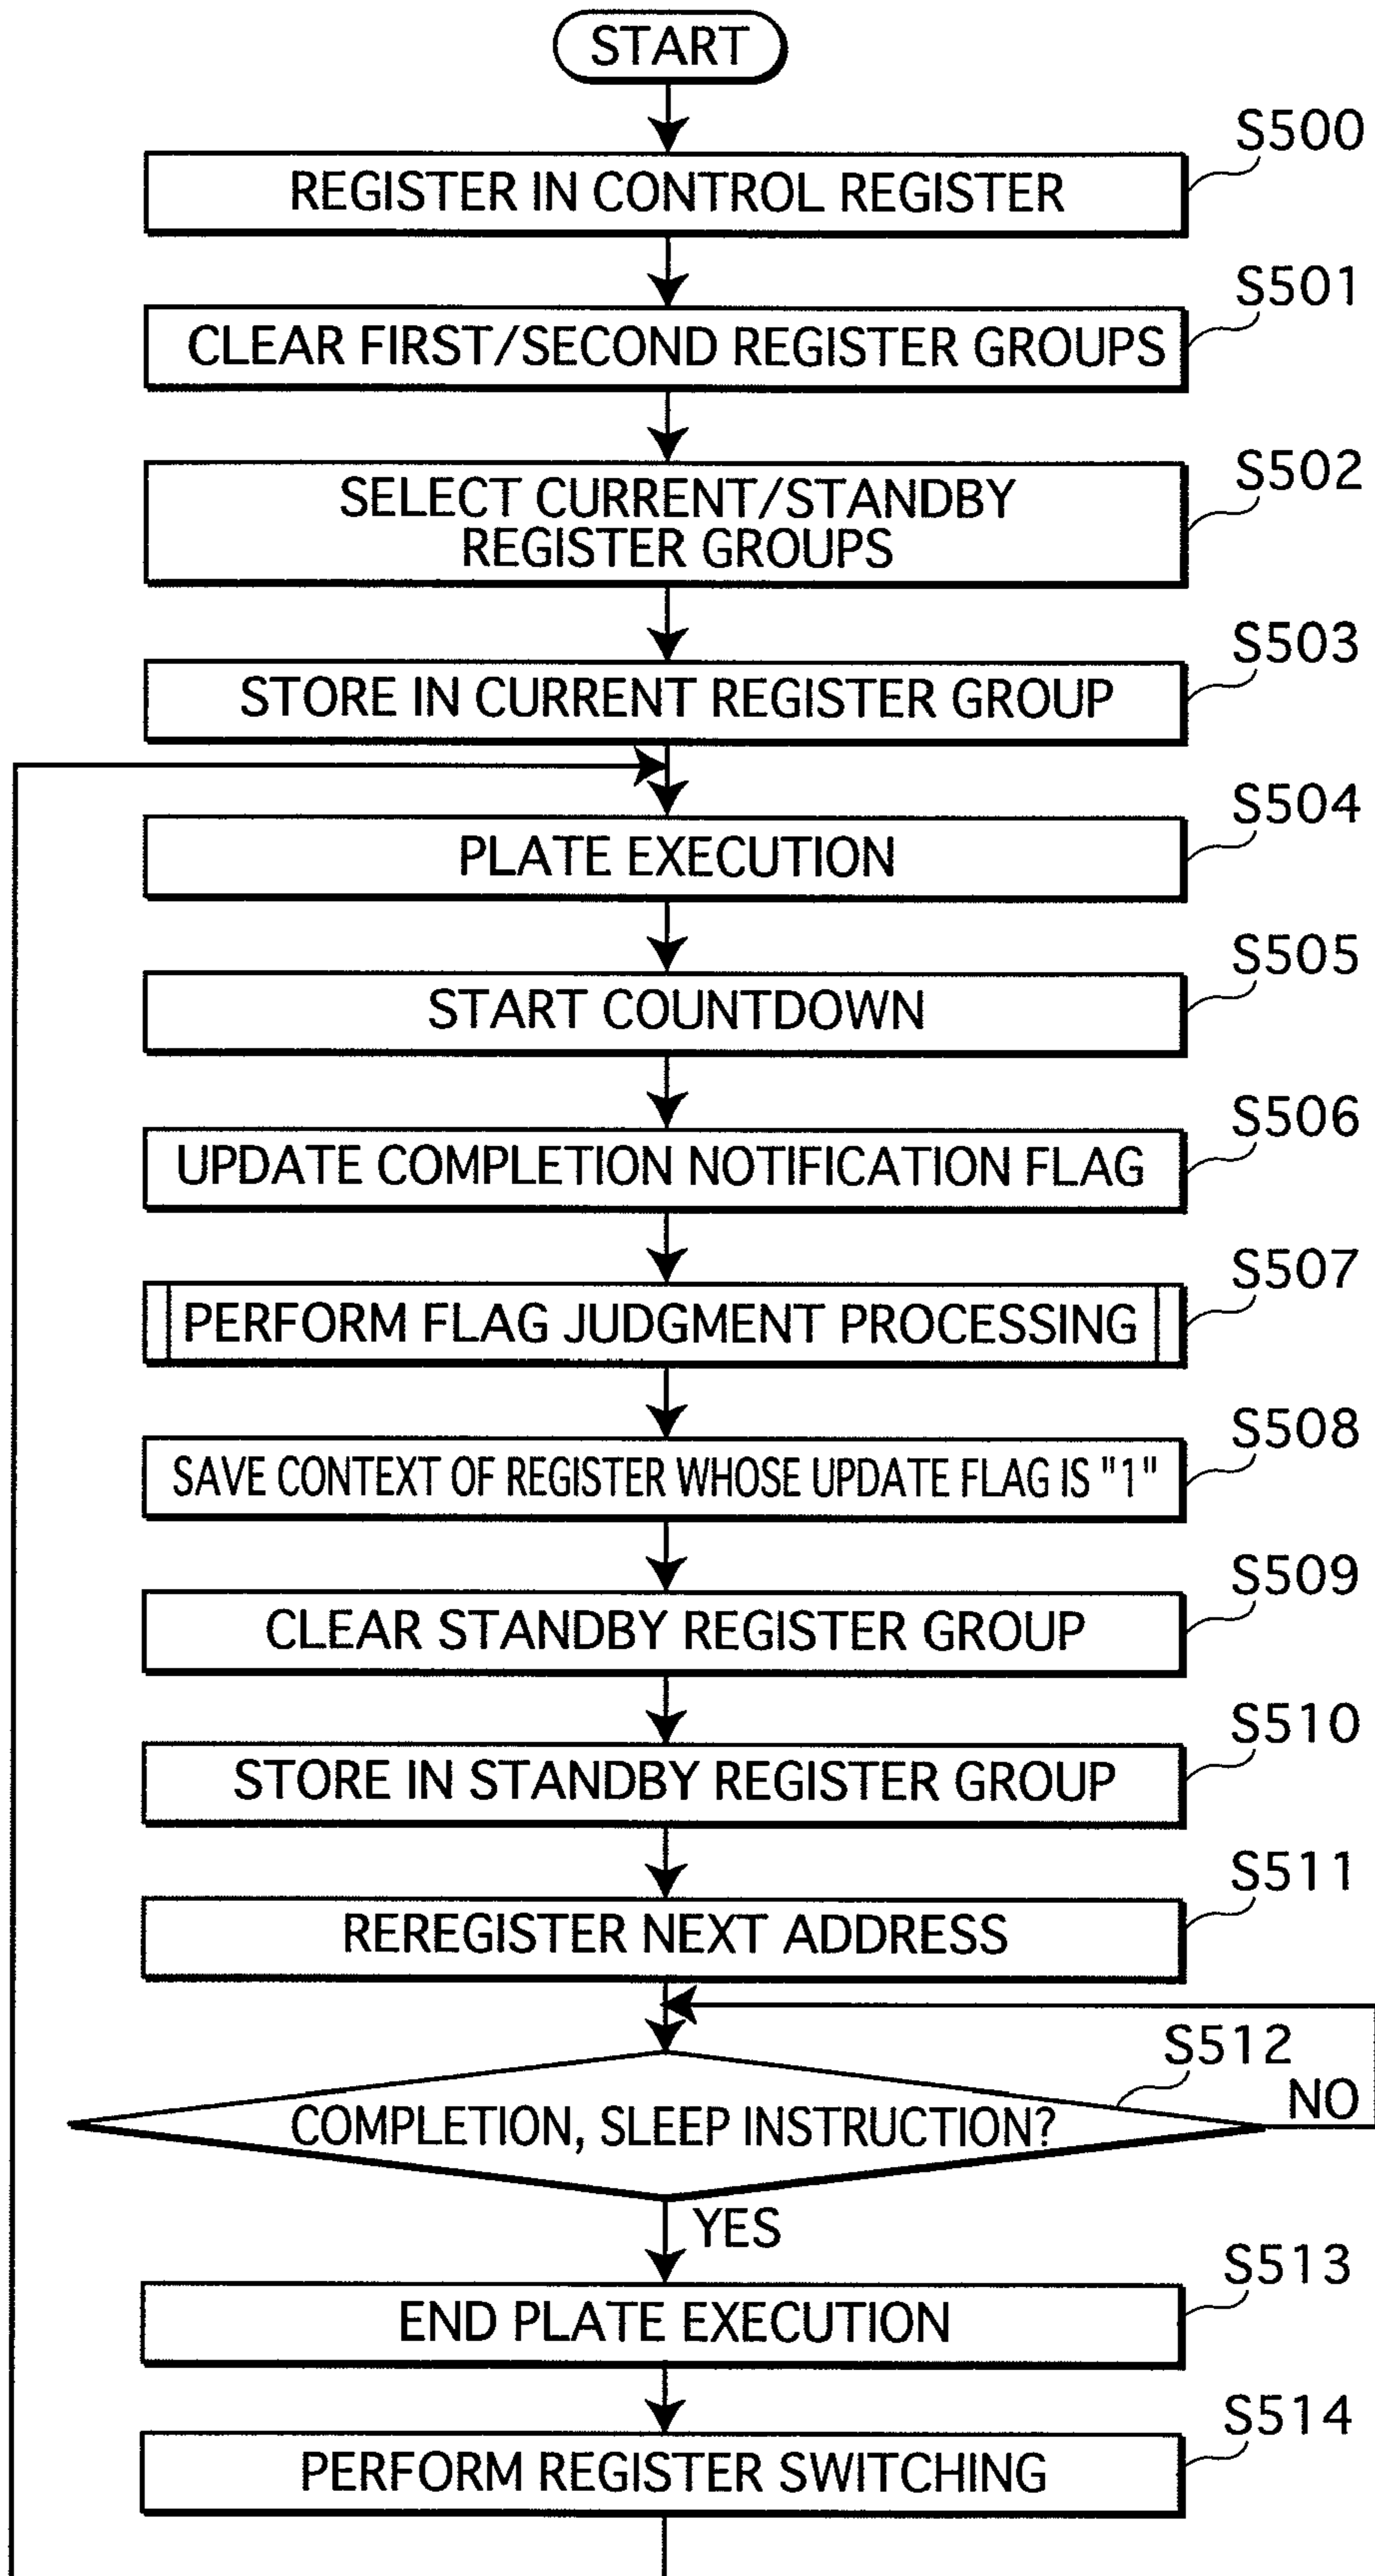 START
S500
REGISTER IN CONTROL REGISTER
S501
CLEAR FIRST/SECOND REGISTER GROUPS
S502
SELECT CURRENT/STANDBY
REGISTER GROUPS
S503
STORE IN CURRENT REGISTER GROUP
S504
PLATE EXECUTION
S505
START COUNTDOWN
S506
UPDATE COMPLETION NOTIFICATION FLAG
S507
PERFORM FLAG JUDGMENT PROCESSING
S508
SAVE CONTEXT OF REGISTER WHOSE UPDATE FLAG IS "1"
S509
CLEAR STANDBY REGISTER GROUP
S510
STORE IN STANDBY REGISTER GROUP
S511
REREGISTER NEXT ADDRESS
S512
NO
COMPLETION, SLEEP INSTRUCTION?
YES
S513
END PLATE EXECUTION
S514
PERFORM REGISTER SWITCHING